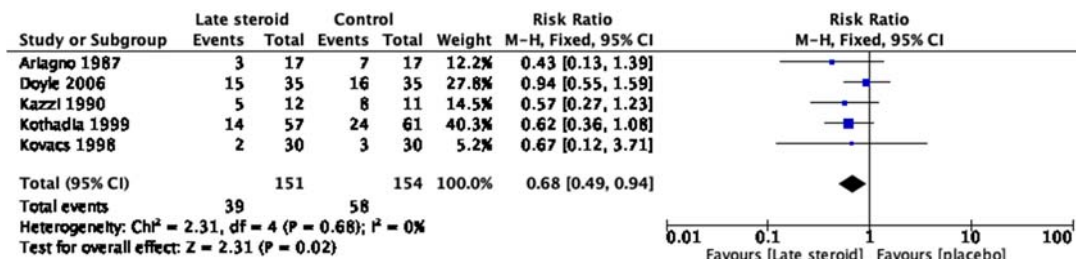 Late steroid Control Risk Ratio Risk Ratio
Study or Subgroup Events Total Events Total Weight M-H, Fixed, 95% CI M-H, Fixed, 95% CI
Ariagno 1987 3 17 7 17 12.2% 0.43 [0.13, 1.39]
Doyle 2006 15 35 16 35 27.8% 0.94 [0.55, 1.59]
Kazzi 1990 5 12 8 11 14.5% 0.57 [0.27, 1.23]
Kothadia 1999 14 57 24 61 40.3% 0.62 [0.36, 1.08]
Kovacs 1998 2 30 3 30 5.2% 0.67 [0.12, 3.71]
Total (95% CI) 151 154 100.0% 0.68 [0.49, 0.94]
Total events 39 58
Heterogeneity: Chi² = 2.31, df = 4 (P = 0.68); I² = 0%
Test for overall effect: Z = 2.31 (P = 0.02)
0.01 0.1 1 10 100
Favours [Late steroid] Favours [placebo]